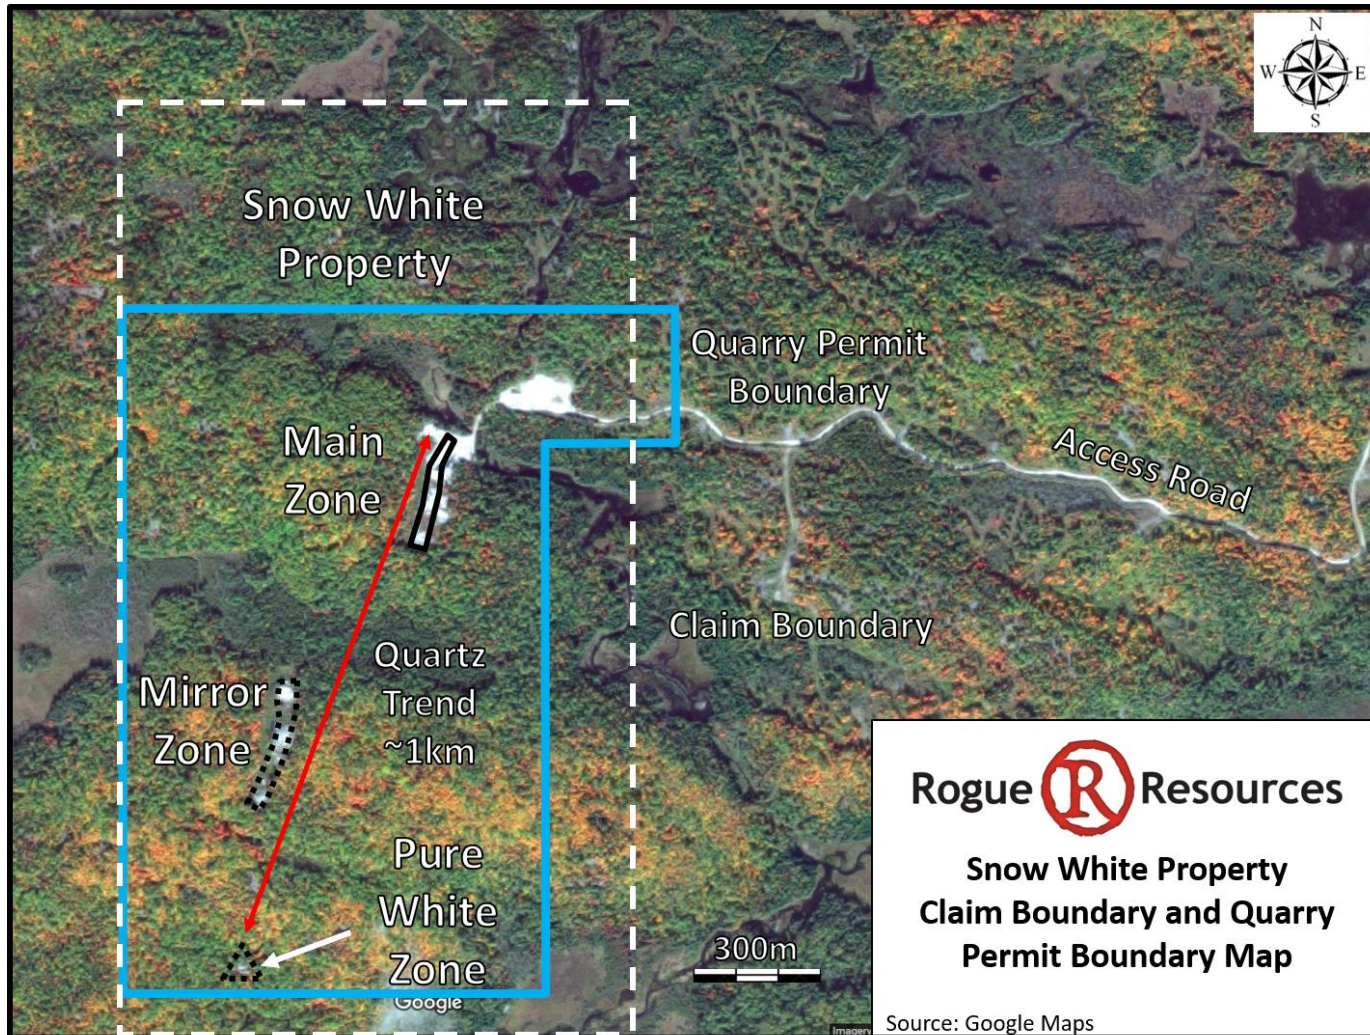 N
W
E
S
Snow White
Property
Quarry Permit
Boundary
Main
Zone
Access Road
Claim Boundary
Quartz
Trend
~1km
Mirror
Zone
Pure
White
Zone
Google
300m
Rogue R Resources
Snow White Property
Claim Boundary and Quarry
Permit Boundary Map
Source: Google Maps
Imagery